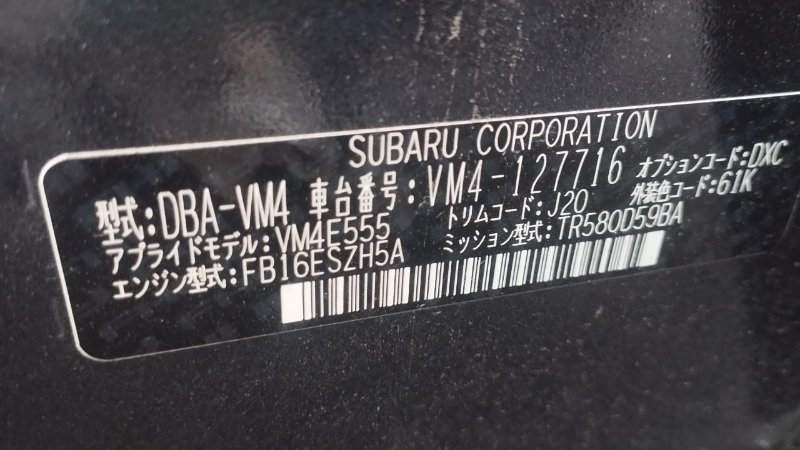 SUBARU CORPORATION
型式:DBA-VM4 車台番号:VM4-127716 オプションコード:DXC
アプライドモデル:VM4E555 トリムコード:J20 外装色コード:61K
エンジン型式:FB16ESZH5A ミッション型式:TR580D59BA